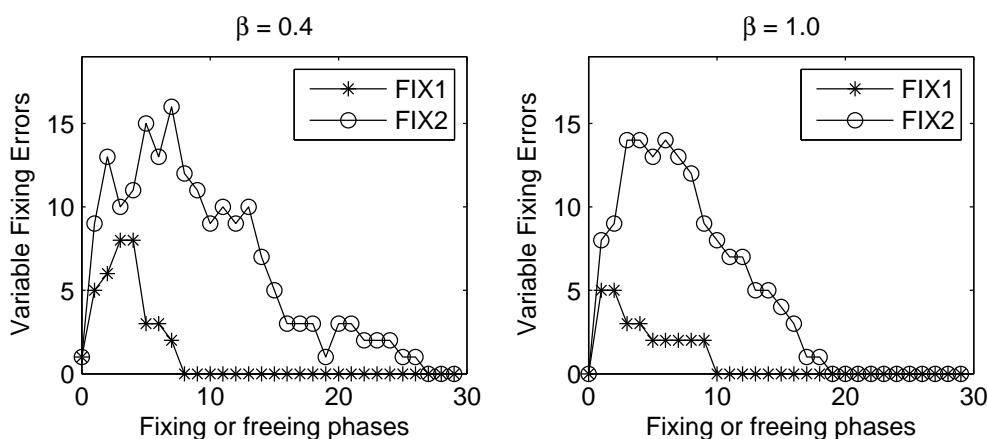 β = 0.4
FIX1
FIX2
Variable Fixing Errors
15
10
5
0
0
10
20
30
Fixing or freeing phases
β = 1.0
FIX1
FIX2
Variable Fixing Errors
15
10
5
0
0
10
20
30
Fixing or freeing phases